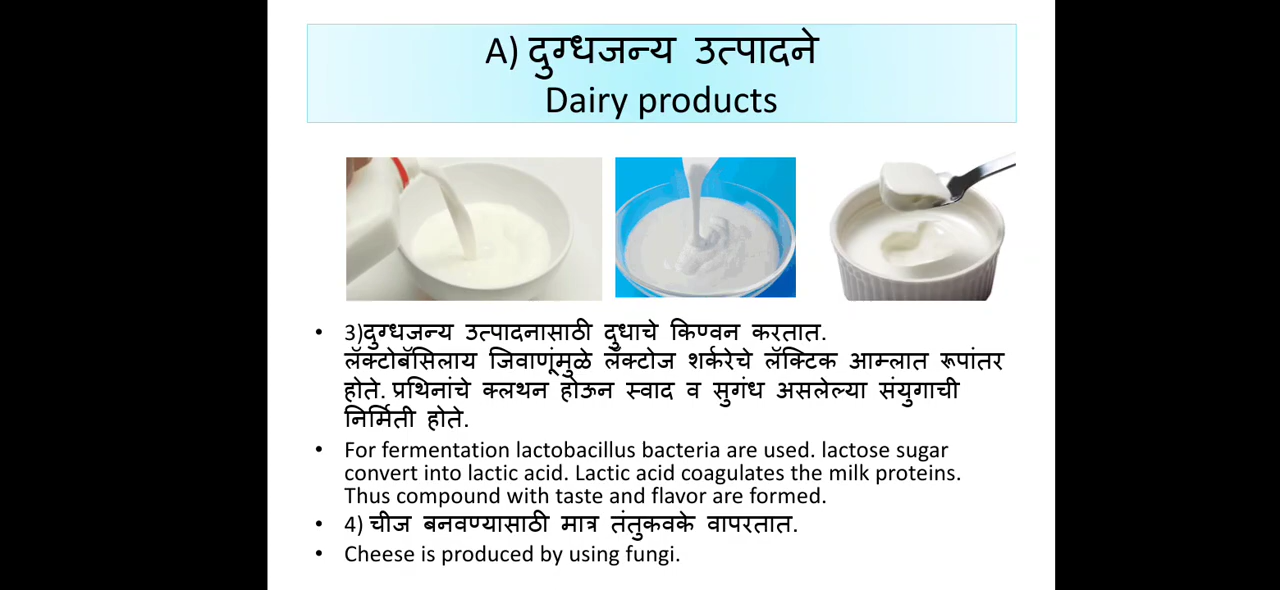 A) दुग्धजन्य उत्पादने
Dairy products
• 3)दुग्धजन्य उत्पादनासाठी दुधाचे किण्वन करतात.
लॅक्टोबॅसिलाय जिवाणूंमुळे लॅक्टोज शर्करेचे लॅक्टिक आम्लात रूपांतर
होते. प्रथिनांचे क्लथन होऊन स्वाद व सुगंध असलेल्या संयुगाची
निर्मिती होते.
• For fermentation lactobacillus bacteria are used. lactose sugar
convert into lactic acid. Lactic acid coagulates the milk proteins.
Thus compound with taste and flavor are formed.
• 4) चीज बनवण्यासाठी मात्र तंतुकवके वापरतात.
• Cheese is produced by using fungi.